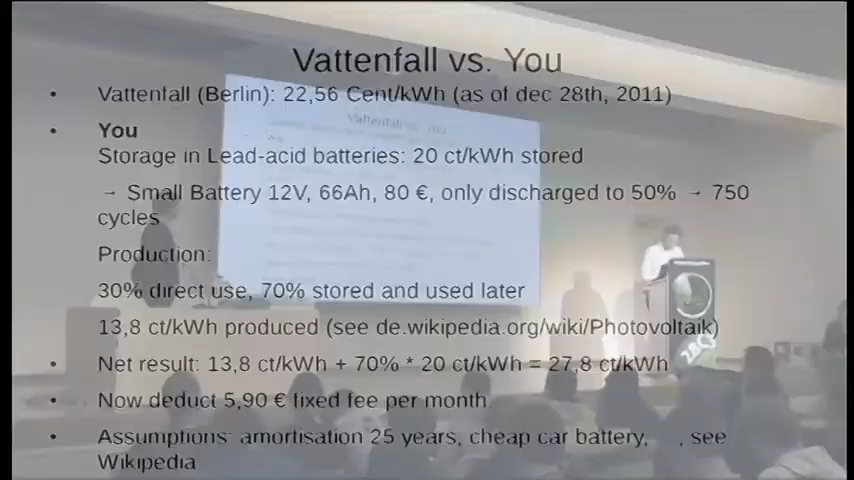 Vattenfall vs. You
• Vattenfall (Berlin): 22,56 Cent/kWh (as of dec 28th, 2011)
• You
Storage in Lead-acid batteries: 20 ct/kWh stored
→ Small Battery 12V, 66Ah, 80 €, only discharged to 50% → 750
cycles
Production:
30% direct use, 70% stored and used later
13,8 ct/kWh produced (see de.wikipedia.org/wiki/Photovoltaik)
• Net result: 13,8 ct/kWh + 70% * 20 ct/kWh = 27,8 ct/kWh
• Now deduct 5,90 € fixed fee per month
• Assumptions: amortisation 25 years, cheap car battery, , see
Wikipedia
28C3